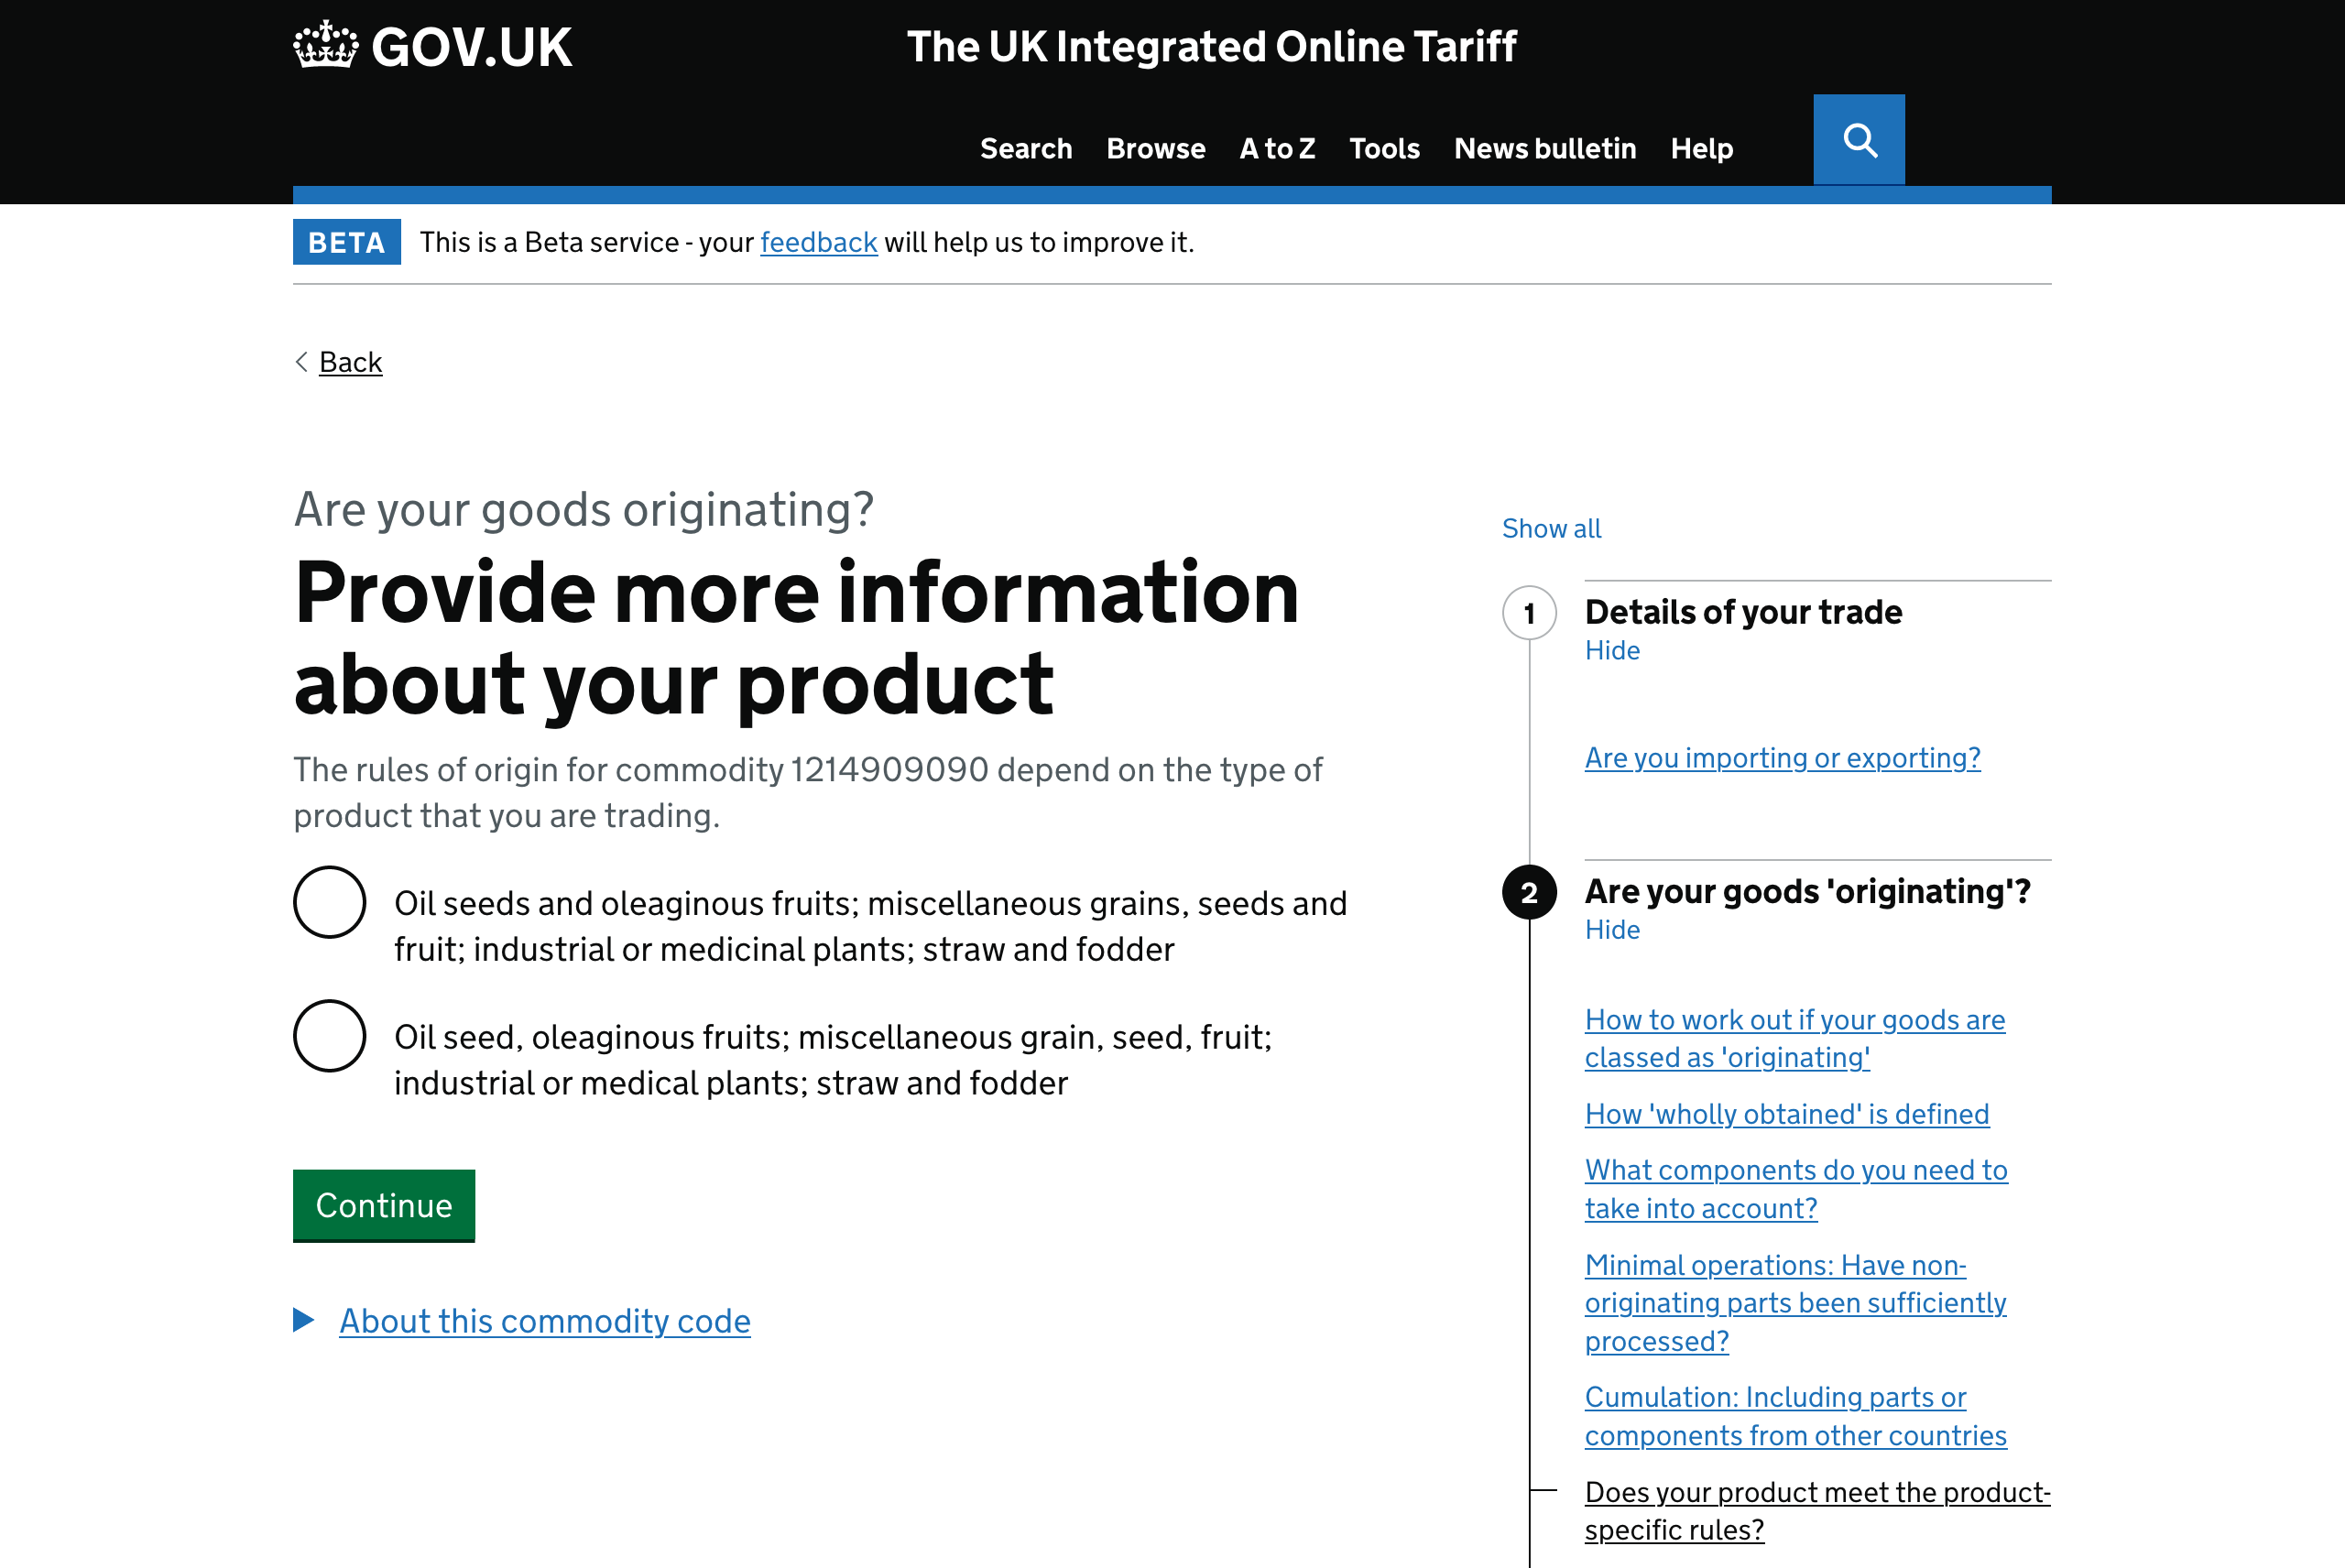 GOV.UK
The UK Integrated Online Tariff
Search Browse A to Z Tools News bulletin Help
BETA This is a Beta service - your feedback will help us to improve it.
Back
Are your goods originating?
Provide more information
about your product
The rules of origin for commodity 1214909090 depend on the type of
product that you are trading.
Oil seeds and oleaginous fruits; miscellaneous grains, seeds and
fruit; industrial or medicinal plants; straw and fodder
Oil seed, oleaginous fruits; miscellaneous grain, seed, fruit;
industrial or medical plants; straw and fodder
Continue
About this commodity code
Show all
1 Details of your trade
Hide
Are you importing or exporting?
2 Are your goods 'originating'?
Hide
How to work out if your goods are
classed as 'originating'
How 'wholly obtained' is defined
What components do you need to
take into account?
Minimal operations: Have non-
originating parts been sufficiently
processed?
Cumulation: Including parts or
components from other countries
Does your product meet the product-
specific rules?